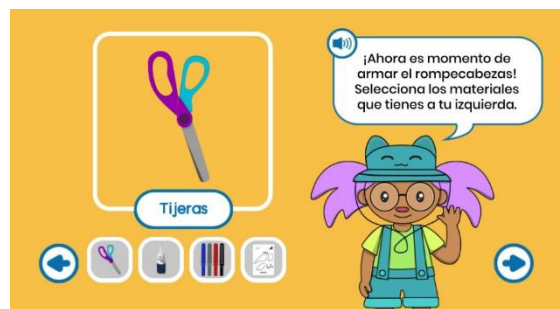 ¡Ahora es momento de
armar el rompecabezas!
Selecciona los materiales
que tienes a tu izquierda.
Tijeras